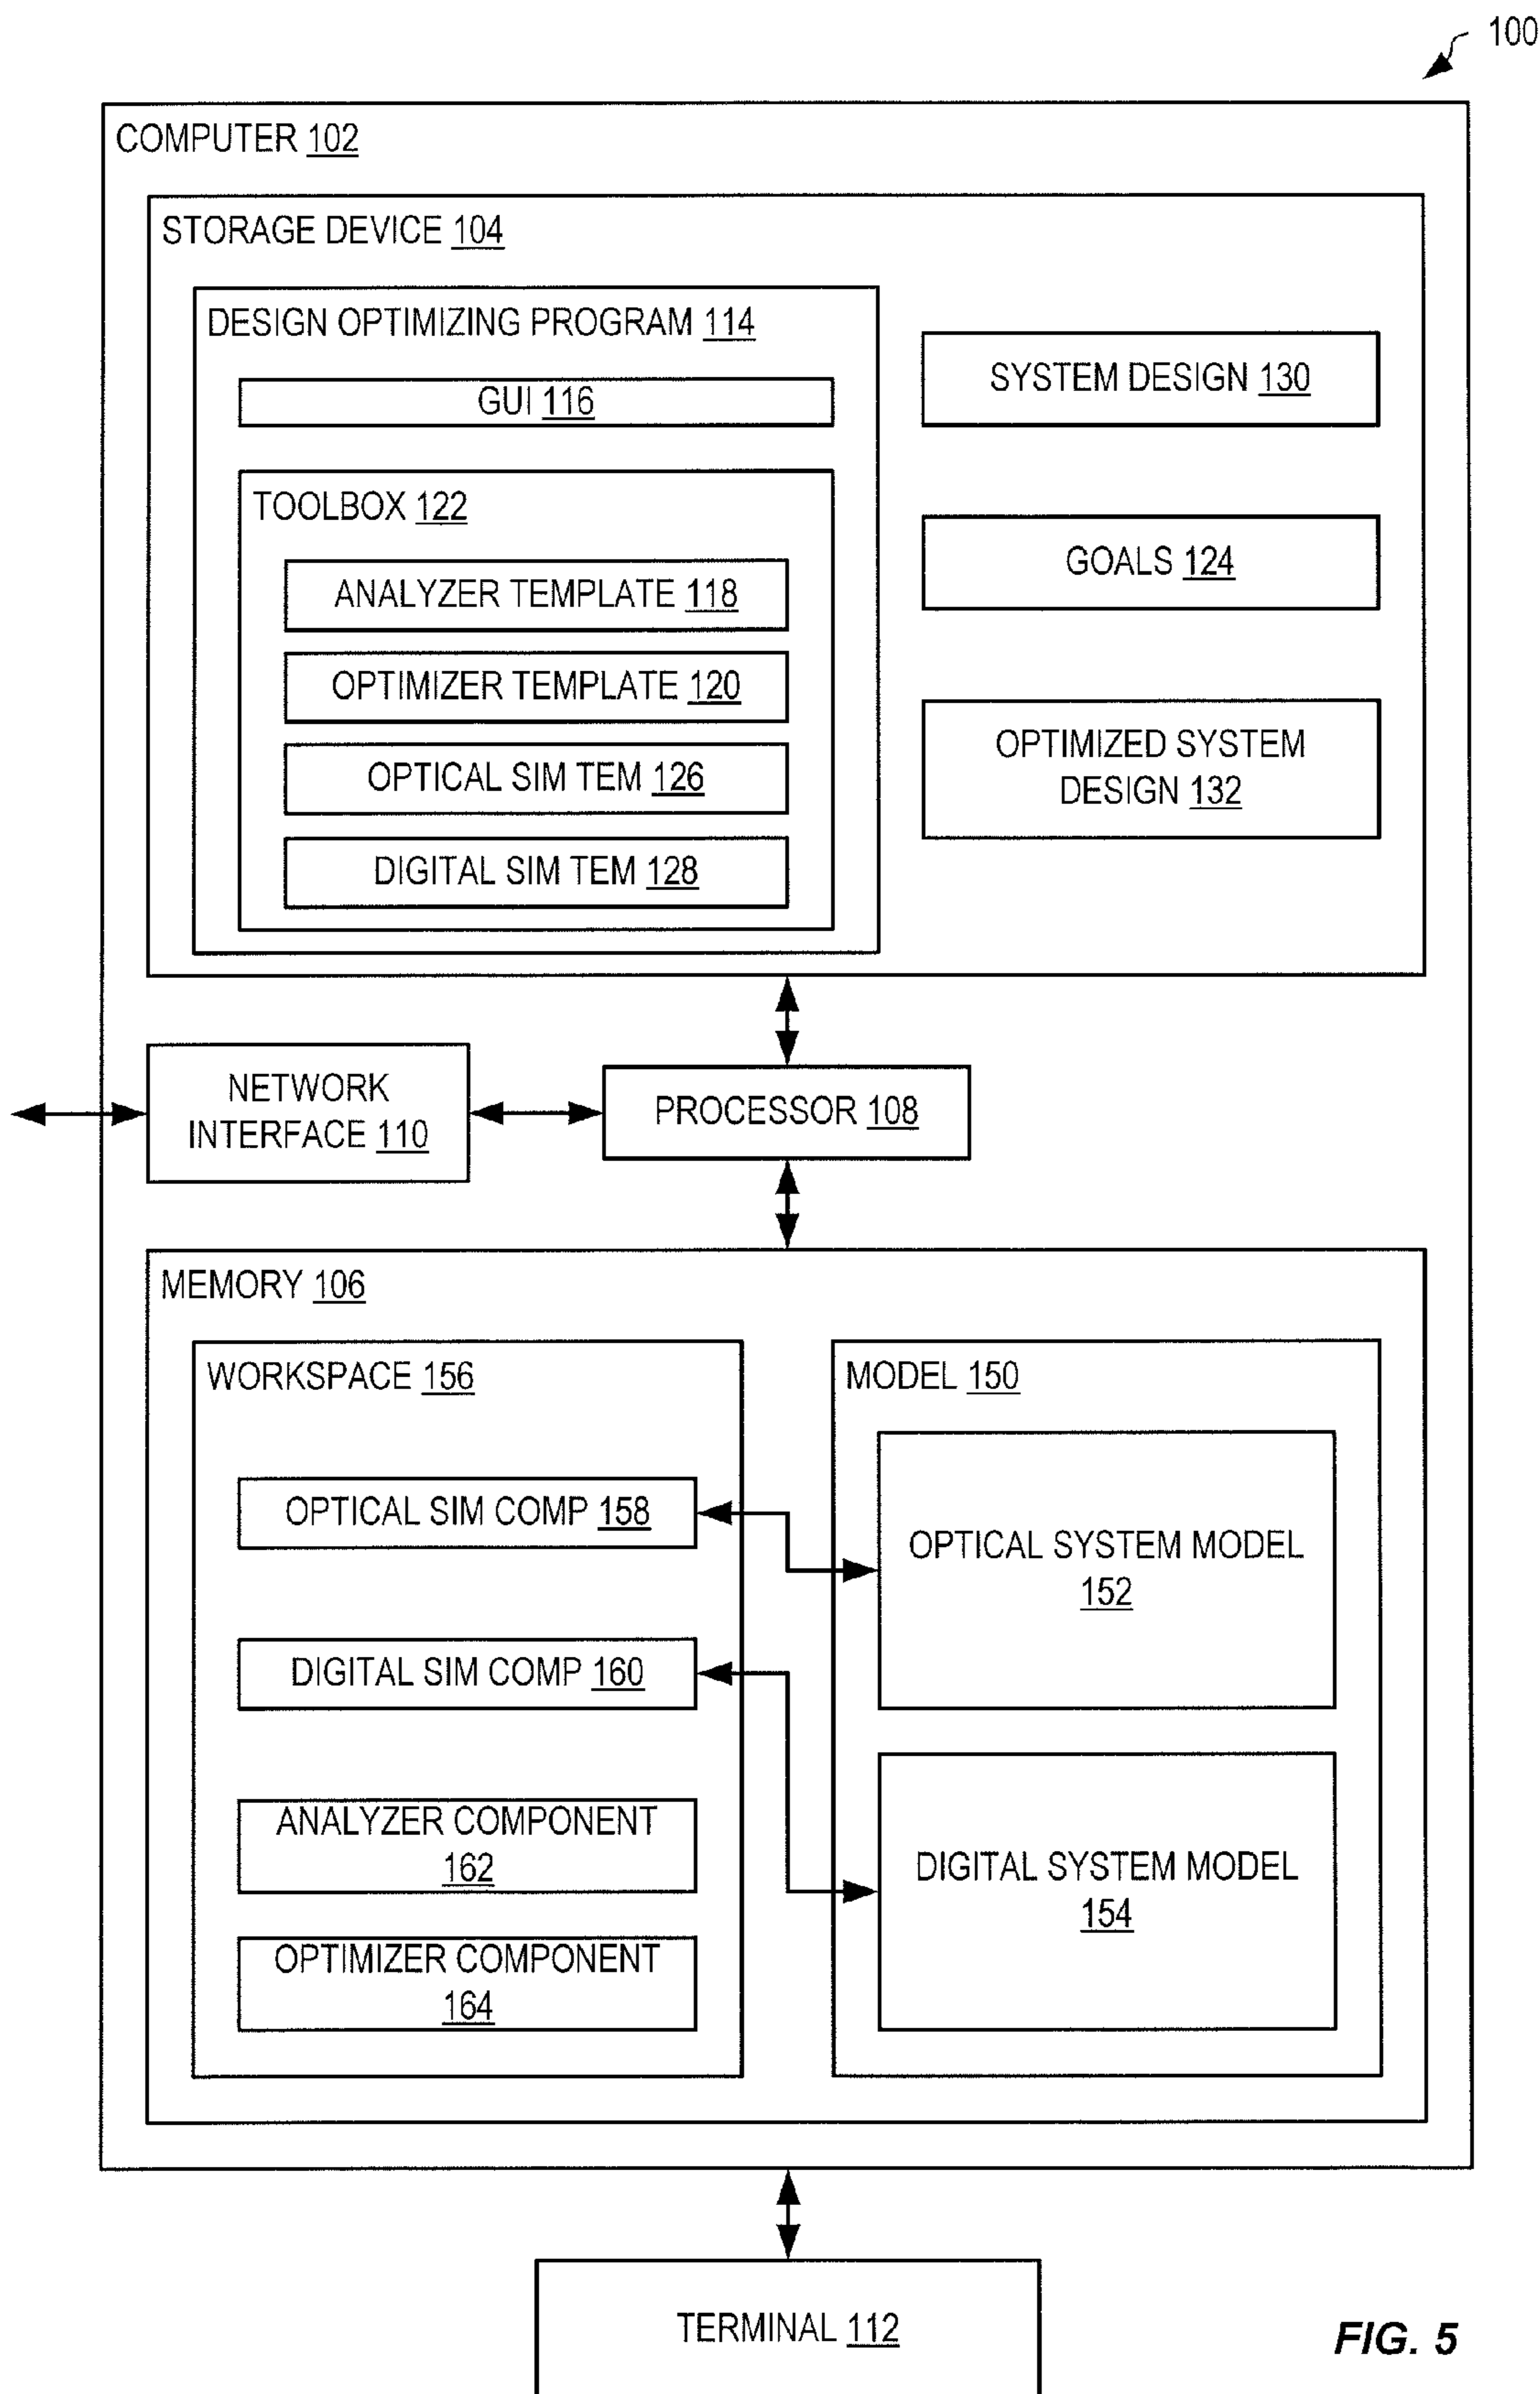 100
COMPUTER 102
STORAGE DEVICE 104
DESIGN OPTIMIZING PROGRAM 114
GUI 116
TOOLBOX 122
ANALYZER TEMPLATE 118
OPTIMIZER TEMPLATE 120
OPTICAL SIM TEM 126
DIGITAL SIM TEM 128
SYSTEM DESIGN 130
GOALS 124
OPTIMIZED SYSTEM
DESIGN 132
NETWORK
INTERFACE 110
PROCESSOR 108
MEMORY 106
WORKSPACE 156
OPTICAL SIM COMP 158
DIGITAL SIM COMP 160
ANALYZER COMPONENT
162
OPTIMIZER COMPONENT
164
MODEL 150
OPTICAL SYSTEM MODEL
152
DIGITAL SYSTEM MODEL
154
TERMINAL 112
FIG. 5